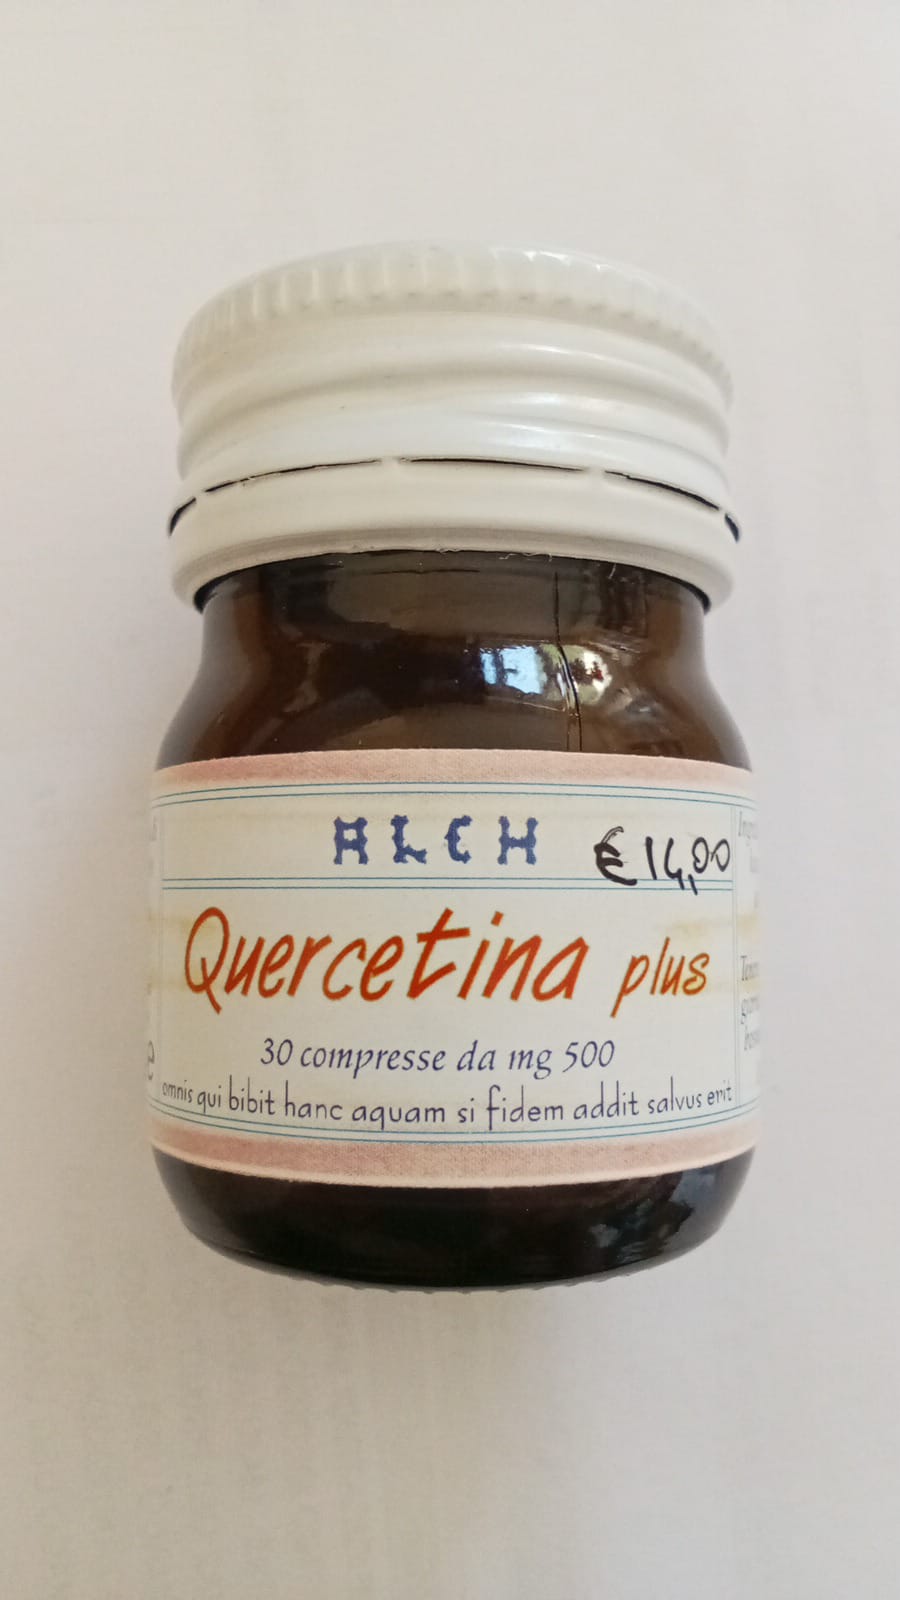 ALCH
€ 14,00
Quercetina plus
30 compresse da mg 500
omnis qui bibit hanc aquam si fidem addit salvus erit